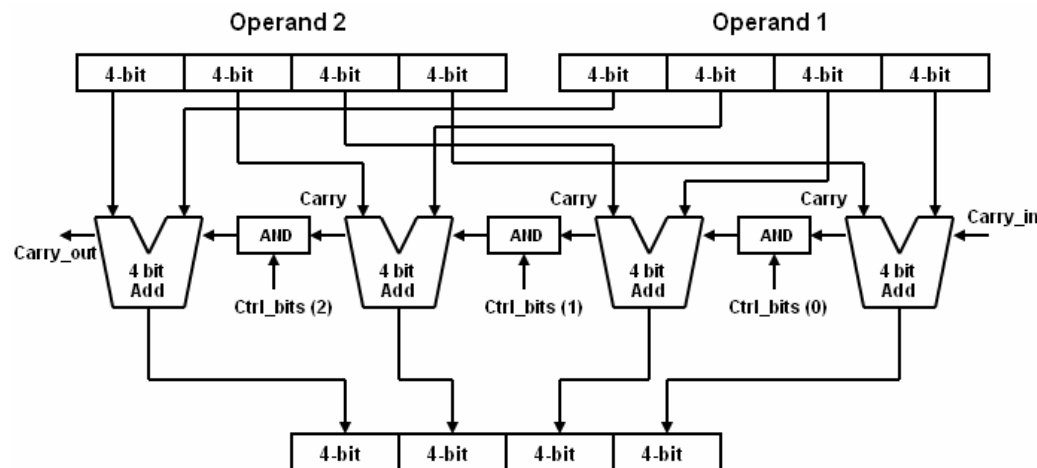 Operand 2 Operand 1
4-bit 4-bit 4-bit 4-bit 4-bit 4-bit 4-bit 4-bit
Carry Carry Carry
Carry_in
AND AND AND
Carry_out
4 bit 4 bit 4 bit 4 bit
Add Add Add Add
Ctrl_bits (2) Ctrl_bits (1) Ctrl_bits (0)
4-bit 4-bit 4-bit 4-bit